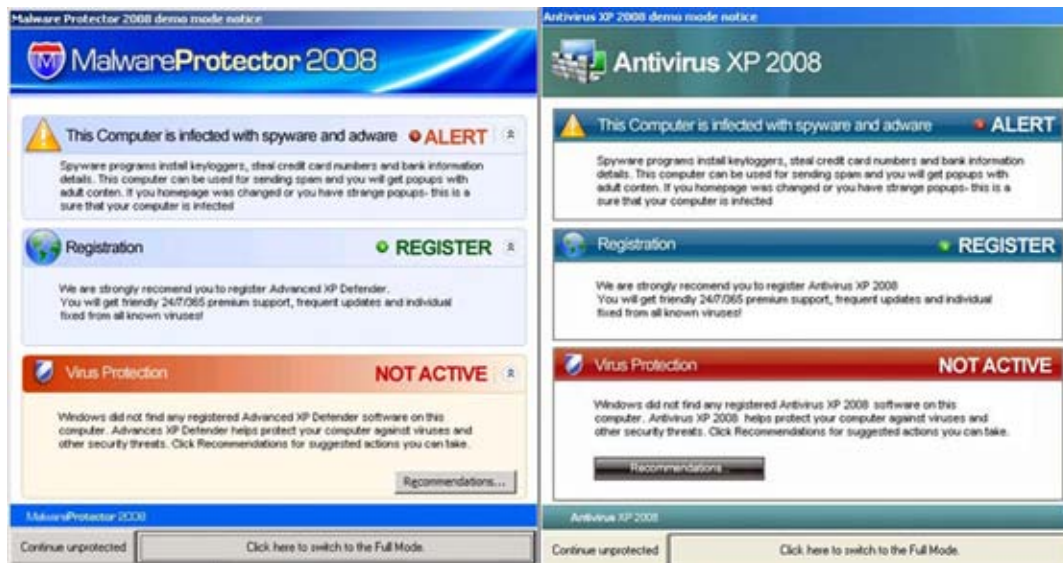 Malware Protector 2008 demo mode notice
MalwareProtector 2008
This Computer is infected with spyware and adware ALERT
Spyware programs install keyloggers, steal credit card numbers and bank information
details. This computer can be used for sending spam and you will get popups with
adult conten. If you homepage was changed or you have strange popups- this is a
sure that your computer is infected
Registration REGISTER
We are strongly recomend you to register Advanced XP Defender.
You will get friendly 24/7/365 premium support, frequent updates and individual
fixed from all known viruses!
Virus Protection NOT ACTIVE
Windows did not find any registered Advanced XP Defender software on this
computer. Advances XP Defender helps protect your computer against viruses and
other security threats. Click Recommendations for suggested actions you can take.
Recommendations...
MalwareProtector 2008
Continue unprotected
Click here to switch to the Full Mode.
Antivirus XP 2008 demo mode notice
Antivirus XP 2008
This Computer is infected with spyware and adware ALERT
Spyware programs install keyloggers, steal credit card numbers and bank information
details. This computer can be used for sending spam and you will get popups with
adult conten. If you homepage was changed or you have strange popups- this is a
sure that your computer is infected
Registration REGISTER
We are strongly recomend you to register Antivirus XP 2008
You will get friendly 24/7/365 premium support, frequent updates and individual
fixed from all known viruses!
Virus Protection NOT ACTIVE
Windows did not find any registered Antivirus XP 2008 software on this
computer. Antivirus XP 2008 helps protect your computer against viruses and
other security threats. Click Recommendations for suggested actions you can take.
Recommendations...
Antivirus XP 2008
Continue unprotected
Click here to switch to the Full Mode.